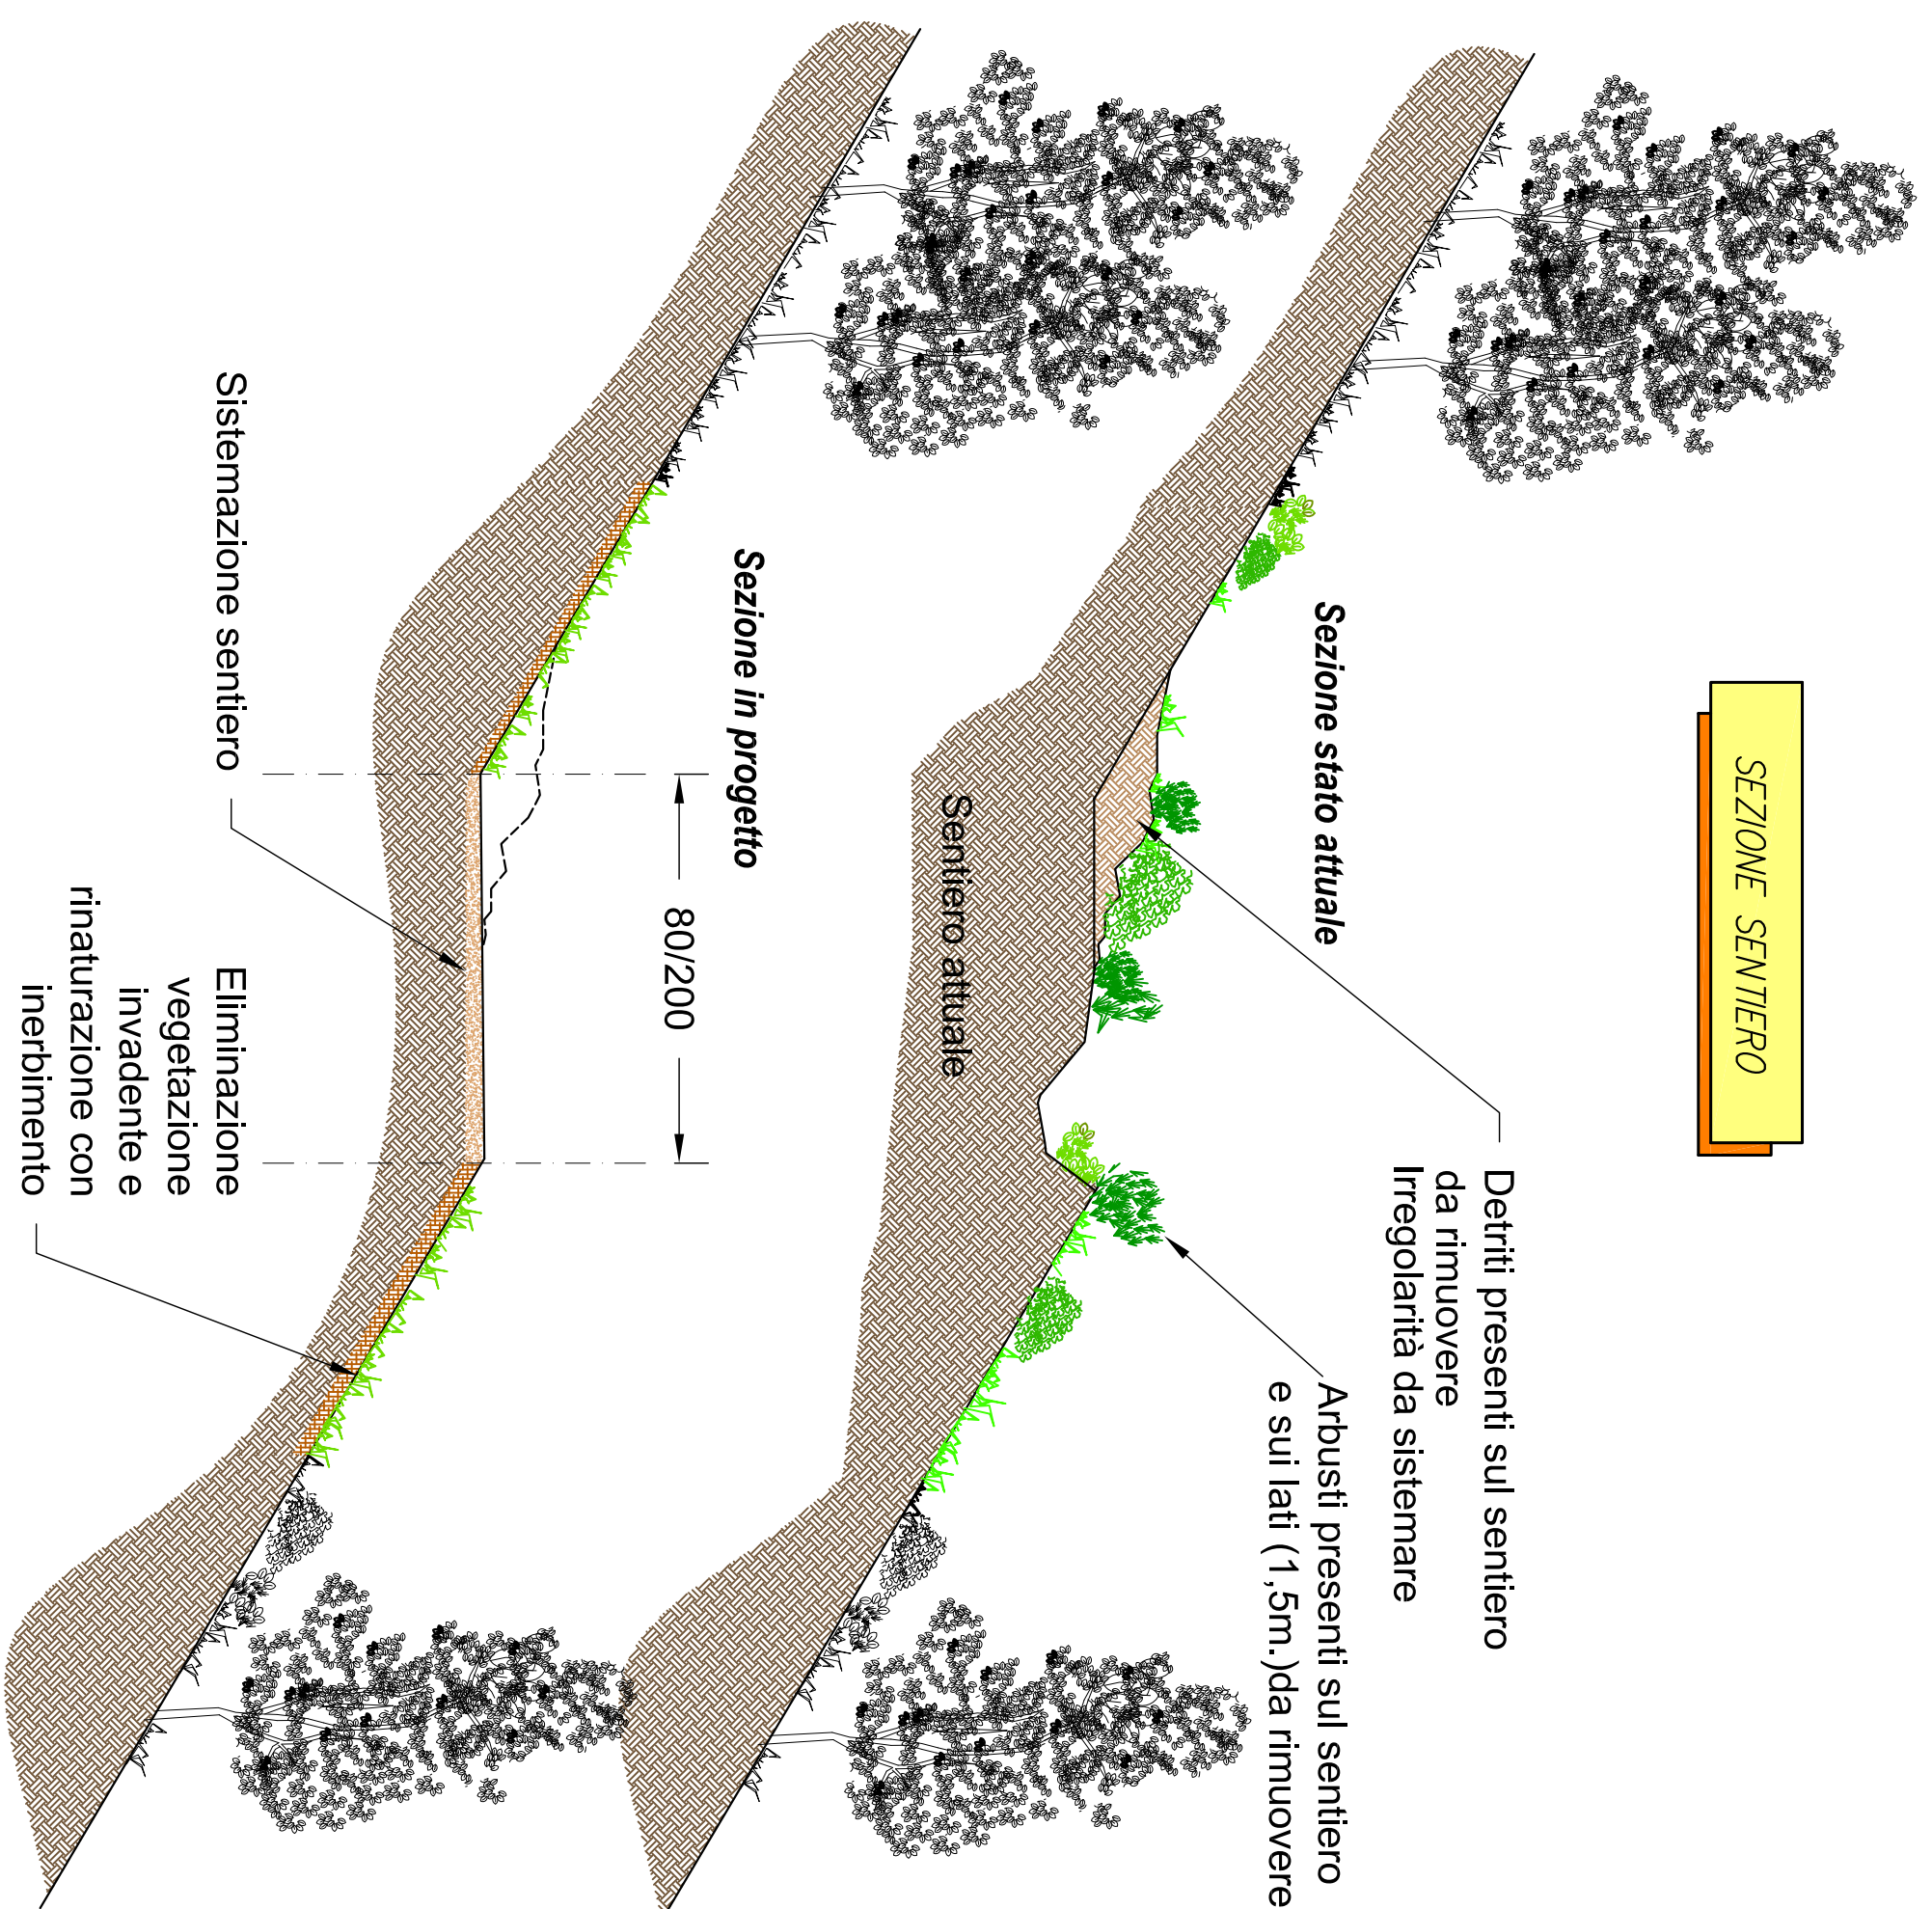 SEZIONE SENTIERO
Detriti presenti sul sentiero
da rimuovere
Irregolarità da sistemare
Sezione stato attuale
Arbusti presenti sul sentiero
e sui lati (1,5m.)da rimuovere
Sentiero attuale
Sezione in progetto
80/200
Sistemazione sentiero
Eliminazione
vegetazione
invadente e
rinaturazione con
inerbimento